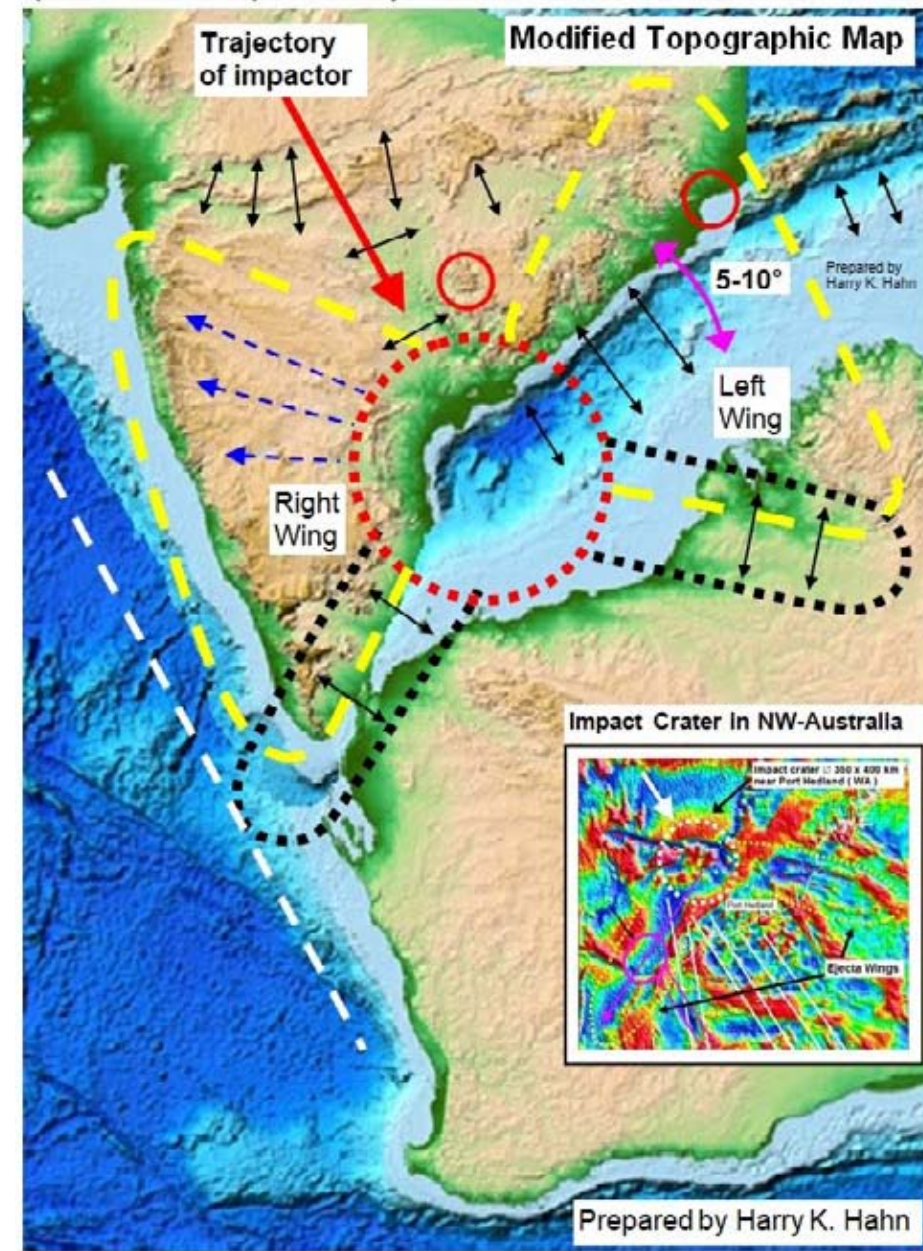 Trajectory
of impactor
Modified Topographic Map
5-10°
Prepared by
Harry K. Hahn
Left
Wing
Right
Wing
Impact Crater in NW-Australia
Impact crater
near Port Hedland ( WA )
Port Hedland
Ejecta Wings
Prepared by Harry K. Hahn